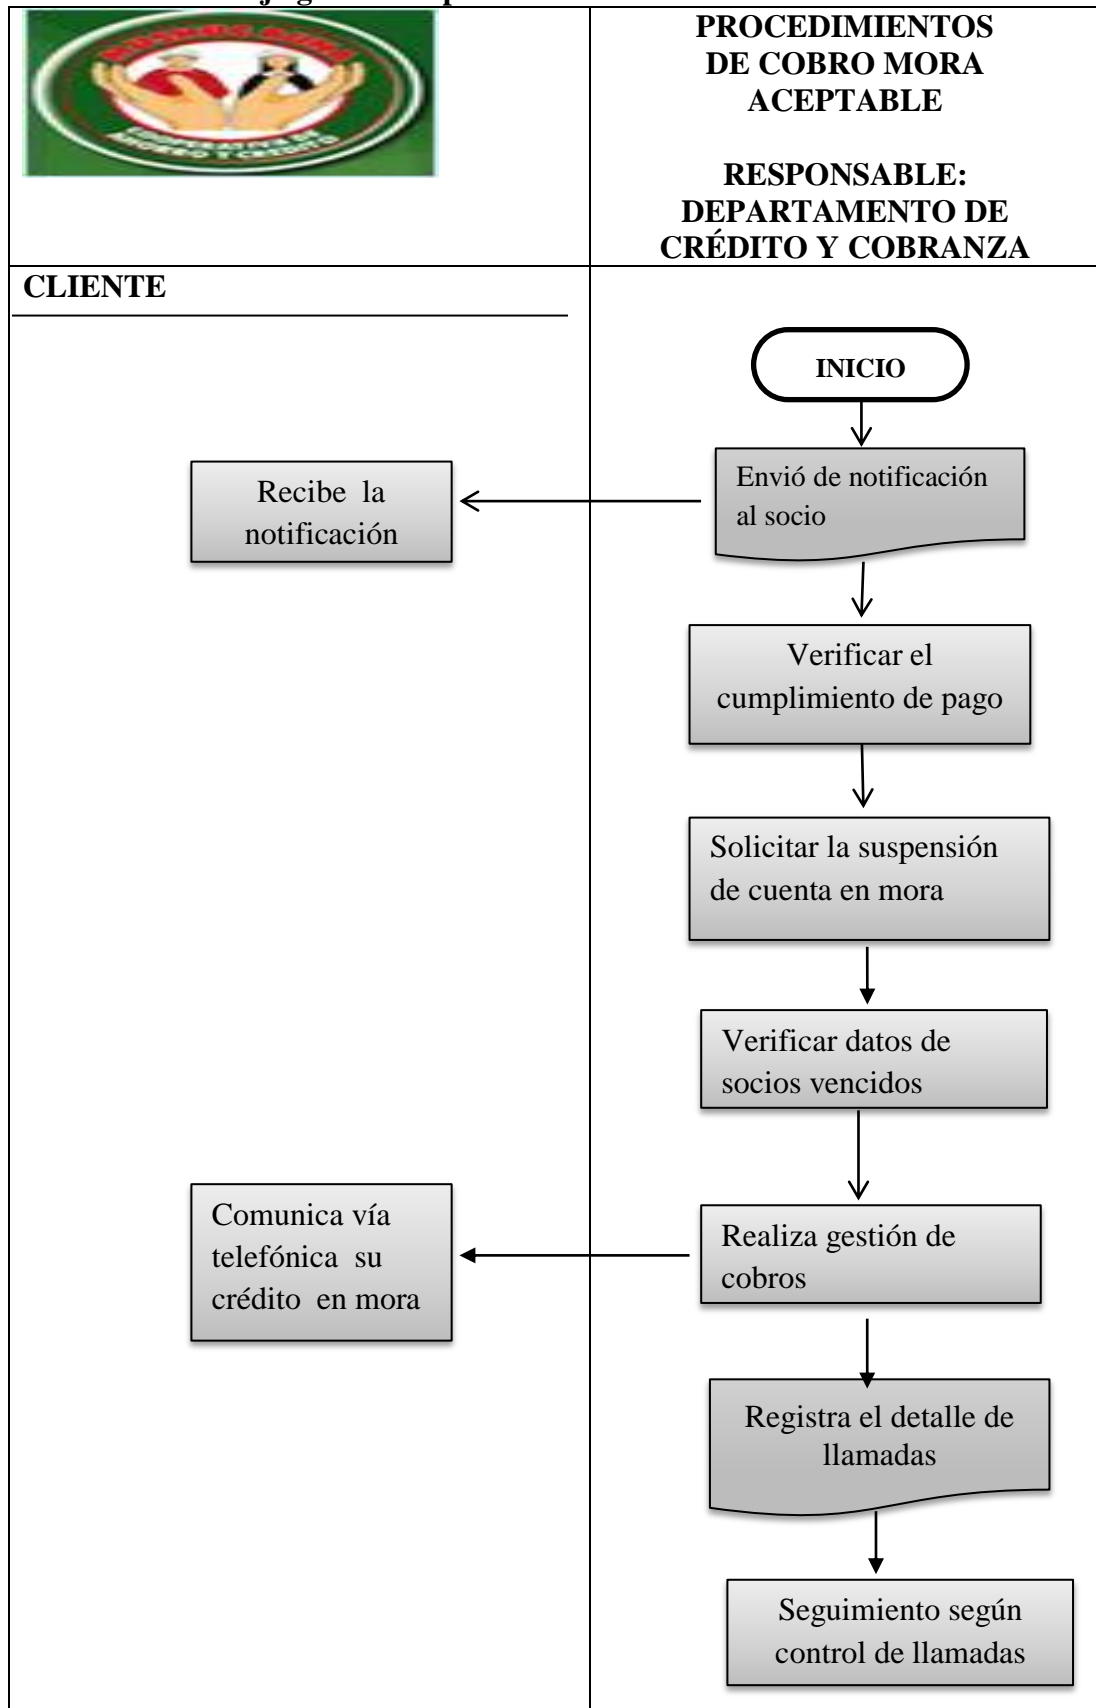 PROCEDIMIENTOS
DE COBRO MORA
ACEPTABLE
RESPONSABLE:
DEPARTAMENTO DE
CRÉDITO Y COBRANZA
CLIENTE
INICIO
Envió de notificación
al socio
Recibe la
notificación
Verificar el
cumplimiento de pago
Solicitar la suspensión
de cuenta en mora
Verificar datos de
socios vencidos
Realiza gestión de
cobros
Comunica vía
telefónica su
crédito en mora
Registra el detalle de
llamadas
Seguimiento según
control de llamadas